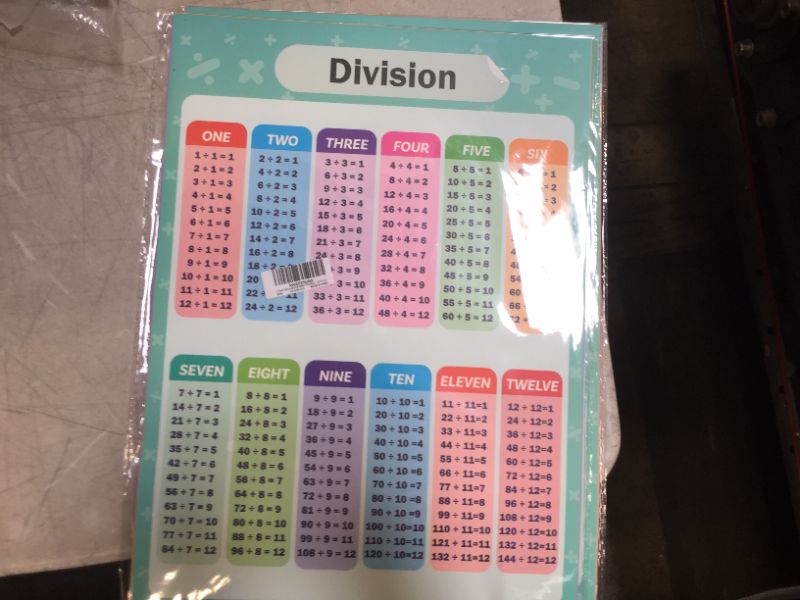 Division
ONE
1 ÷ 1 = 1
2 ÷ 1 = 2
3 ÷ 1 = 3
4 ÷ 1 = 4
5 ÷ 1 = 5
6 ÷ 1 = 6
7 ÷ 1 = 7
8 ÷ 1 = 8
9 ÷ 1 = 9
10 ÷ 1 = 10
11 ÷ 1 = 11
12 ÷ 1 = 12
TWO
2 ÷ 2 = 1
4 ÷ 2 = 2
6 ÷ 2 = 3
8 ÷ 2 = 4
10 ÷ 2 = 5
12 ÷ 2 = 6
14 ÷ 2 = 7
16 ÷ 2 = 8
18 ÷ 2
20
22
24 ÷ 2 = 12
THREE
3 ÷ 3 = 1
6 ÷ 3 = 2
9 ÷ 3 = 3
12 ÷ 3 = 4
15 ÷ 3 = 5
18 ÷ 3 = 6
21 ÷ 3 = 7
24 ÷ 3 = 8
3 = 9
3 = 10
33 ÷ 3 = 11
36 ÷ 3 = 12
FOUR
4 ÷ 4 = 1
8 ÷ 4 = 2
12 ÷ 4 = 3
16 ÷ 4 = 4
20 ÷ 4 = 5
24 ÷ 4 = 6
28 ÷ 4 = 7
32 ÷ 4 = 8
36 ÷ 4 = 9
40 ÷ 4 = 10
48 ÷ 4 = 12
FIVE
5 ÷ 5 = 1
10 ÷ 5 = 2
15 ÷ 5 = 3
20 ÷ 5 = 4
25 ÷ 5 = 5
30 ÷ 5 = 6
35 ÷ 5 = 7
40 ÷ 5 = 8
45 ÷ 5 = 9
50 ÷ 5 = 10
55 ÷ 5 = 11
60 ÷ 5 = 12
SIX
= 1
= 2
= 3
SEVEN
7 ÷ 7 = 1
14 ÷ 7 = 2
21 ÷ 7 = 3
28 ÷ 7 = 4
35 ÷ 7 = 5
42 ÷ 7 = 6
49 ÷ 7 = 7
56 ÷ 7 = 8
63 ÷ 7 = 9
70 ÷ 7 = 10
77 ÷ 7 = 11
84 ÷ 7 = 12
EIGHT
8 ÷ 8 = 1
16 ÷ 8 = 2
24 ÷ 8 = 3
32 ÷ 8 = 4
40 ÷ 8 = 5
48 ÷ 8 = 6
56 ÷ 8 = 7
64 ÷ 8 = 8
72 ÷ 8 = 9
80 ÷ 8 = 10
88 ÷ 8 = 11
96 ÷ 8 = 12
NINE
9 ÷ 9 = 1
18 ÷ 9 = 2
27 ÷ 9 = 3
36 ÷ 9 = 4
45 ÷ 9 = 5
54 ÷ 9 = 6
63 ÷ 9 = 7
72 ÷ 9 = 8
81 ÷ 9 = 9
90 ÷ 9 = 10
99 ÷ 9 = 11
108 ÷ 9 = 12
TEN
10 ÷ 10 =1
20 ÷ 10 =2
30 ÷ 10 =3
40 ÷ 10 =4
50 ÷ 10 =5
60 ÷ 10 =6
70 ÷ 10 =7
80 ÷ 10 =8
90 ÷ 10 =9
100 ÷ 10=10
110 ÷ 10=11
120 ÷ 10=12
ELEVEN
11 ÷ 11=1
22 ÷ 11=2
33 ÷ 11=3
44 ÷ 11=4
55 ÷ 11=5
66 ÷ 11=6
77 ÷ 11=7
88 ÷ 11=8
99 ÷ 11=9
110 ÷ 11=10
121 ÷ 11=11
132 ÷ 11=12
TWELVE
12 ÷ 12=1
24 ÷ 12=2
36 ÷ 12=3
48 ÷ 12=4
60 ÷ 12=5
72 ÷ 12=6
84 ÷ 12=7
96 ÷ 12=8
108 ÷ 12=9
120 ÷ 12=10
132 ÷ 12=11
144 ÷ 12=12